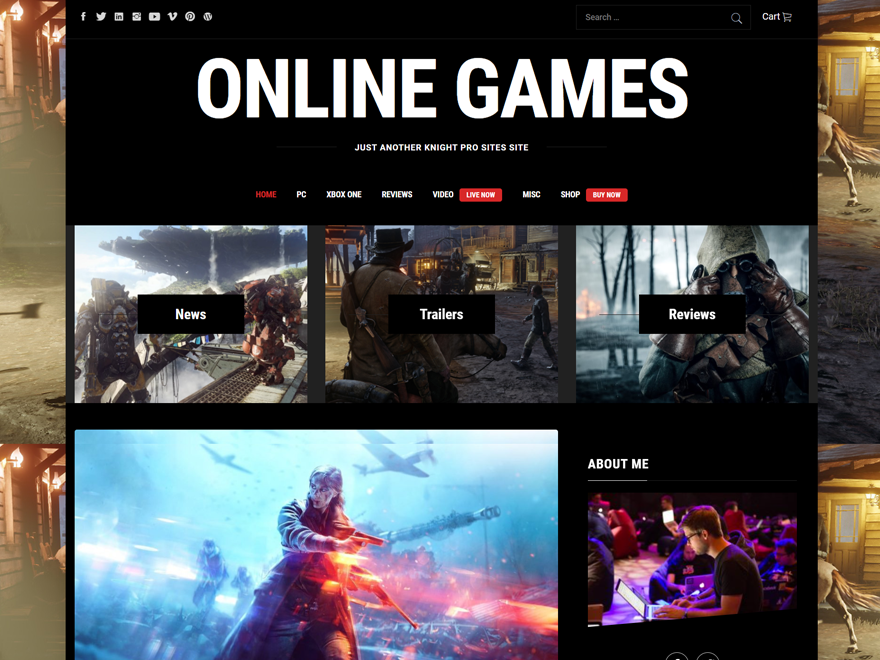 Search ...
Cart
ONLINE GAMES
JUST ANOTHER KNIGHT PRO SITES SITE
HOME PC XBOX ONE REVIEWS VIDEO LIVE NOW MISC SHOP BUY NOW
News Trailers Reviews
ABOUT ME